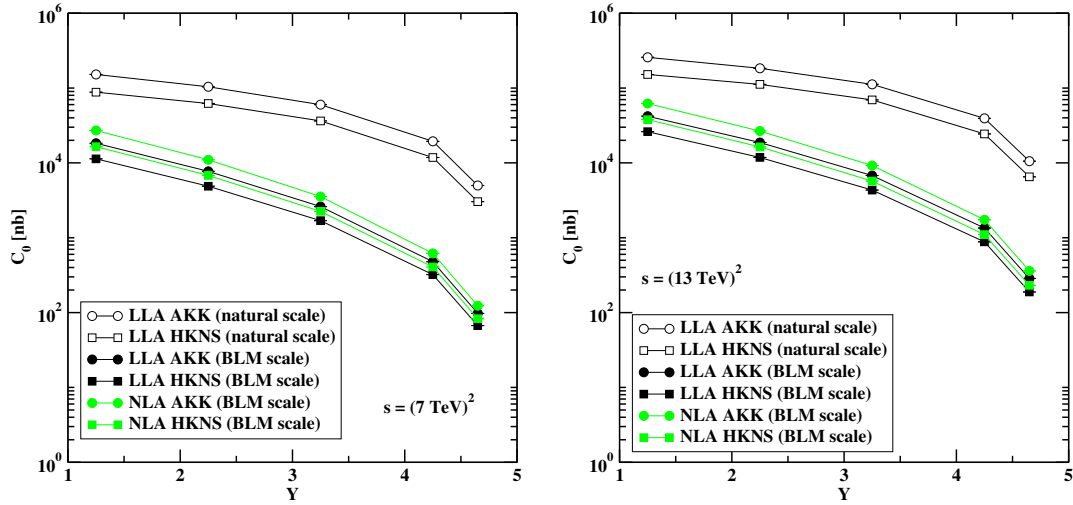 10^6
10^4
10^2
10^0
C_0 [nb]
LLA AKK (natural scale)
LLA HKNS (natural scale)
LLA AKK (BLM scale)
LLA HKNS (BLM scale)
NLA AKK (BLM scale)
NLA HKNS (BLM scale)
s = (7 TeV)^2
1 2 3 4 5
Y
10^6
10^4
10^2
10^0
C_0 [nb]
s = (13 TeV)^2
LLA AKK (natural scale)
LLA HKNS (natural scale)
LLA AKK (BLM scale)
LLA HKNS (BLM scale)
NLA AKK (BLM scale)
NLA HKNS (BLM scale)
1 2 3 4 5
Y